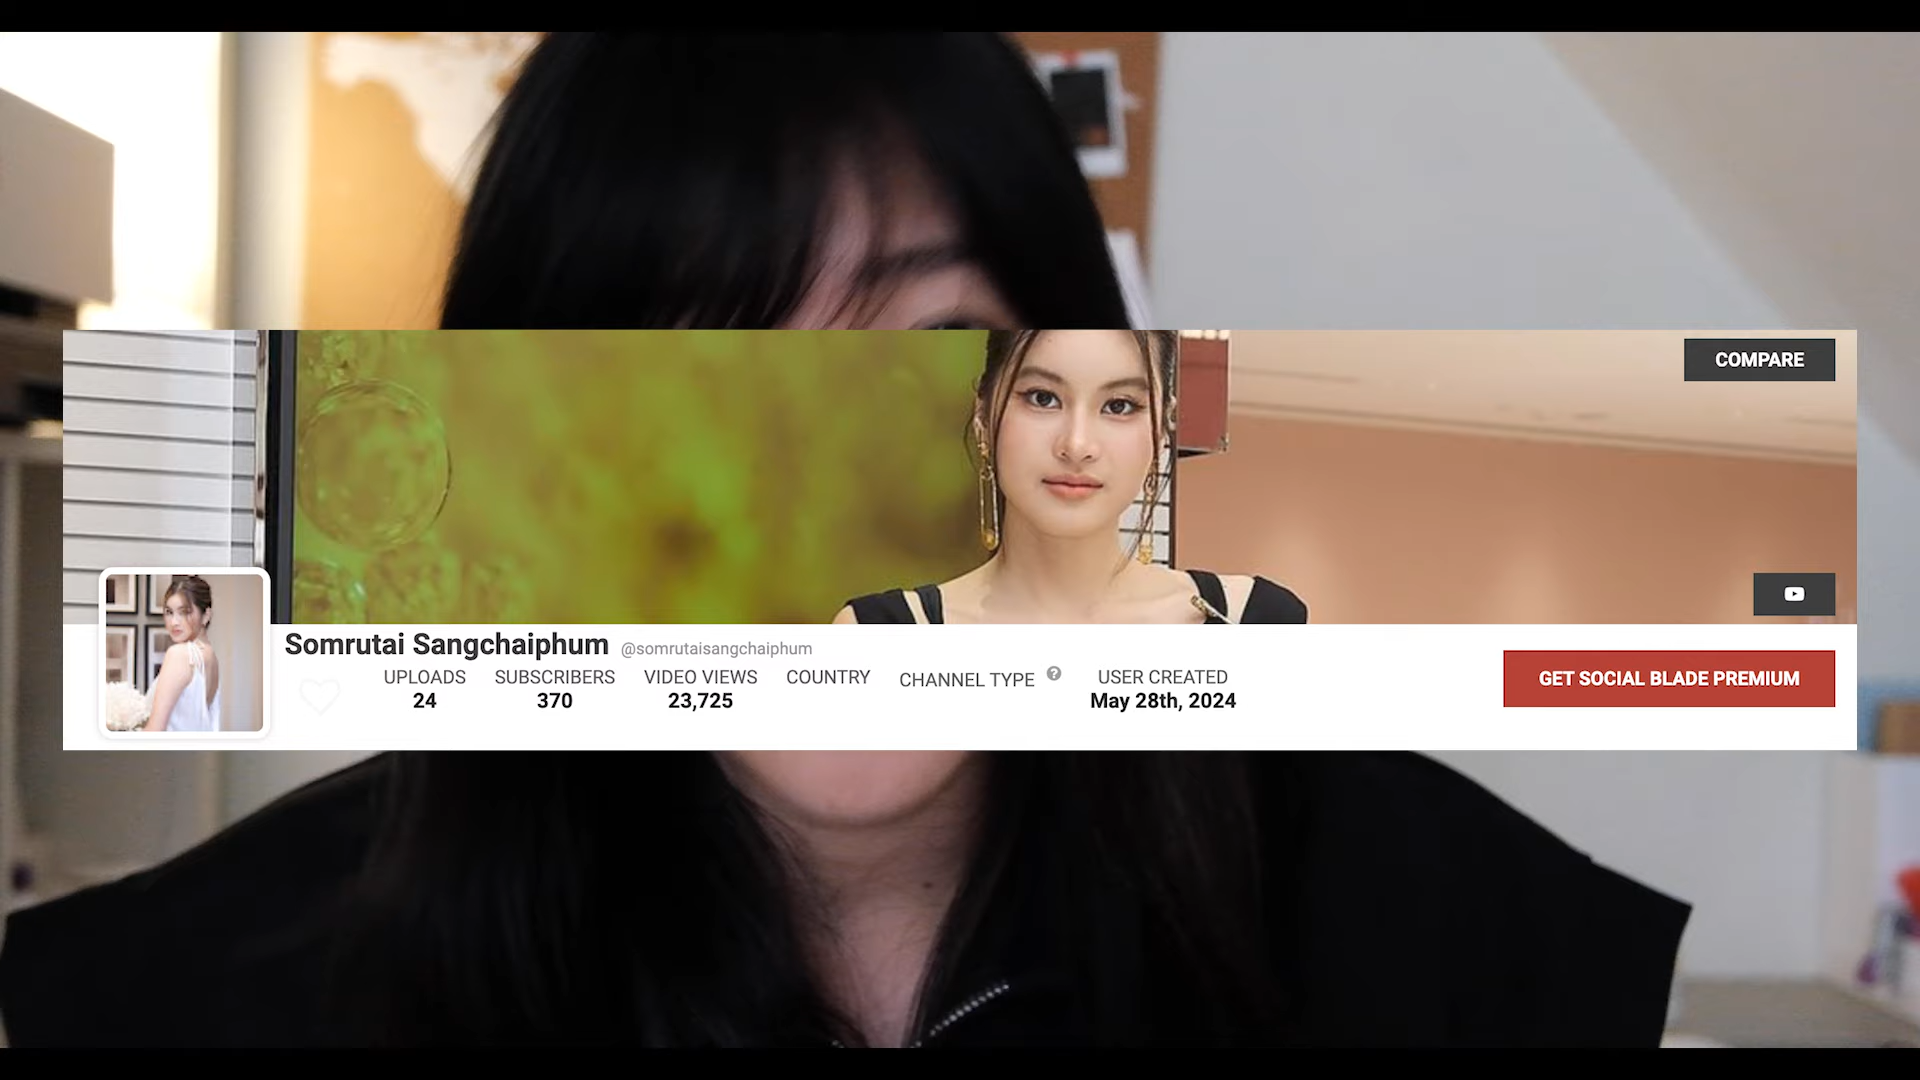 COMPARE
Somrutai Sangchaiphum @somrutaisangchaiphum
UPLOADS SUBSCRIBERS VIDEO VIEWS COUNTRY CHANNEL TYPE ? USER CREATED
24 370 23,725 May 28th, 2024
GET SOCIAL BLADE PREMIUM